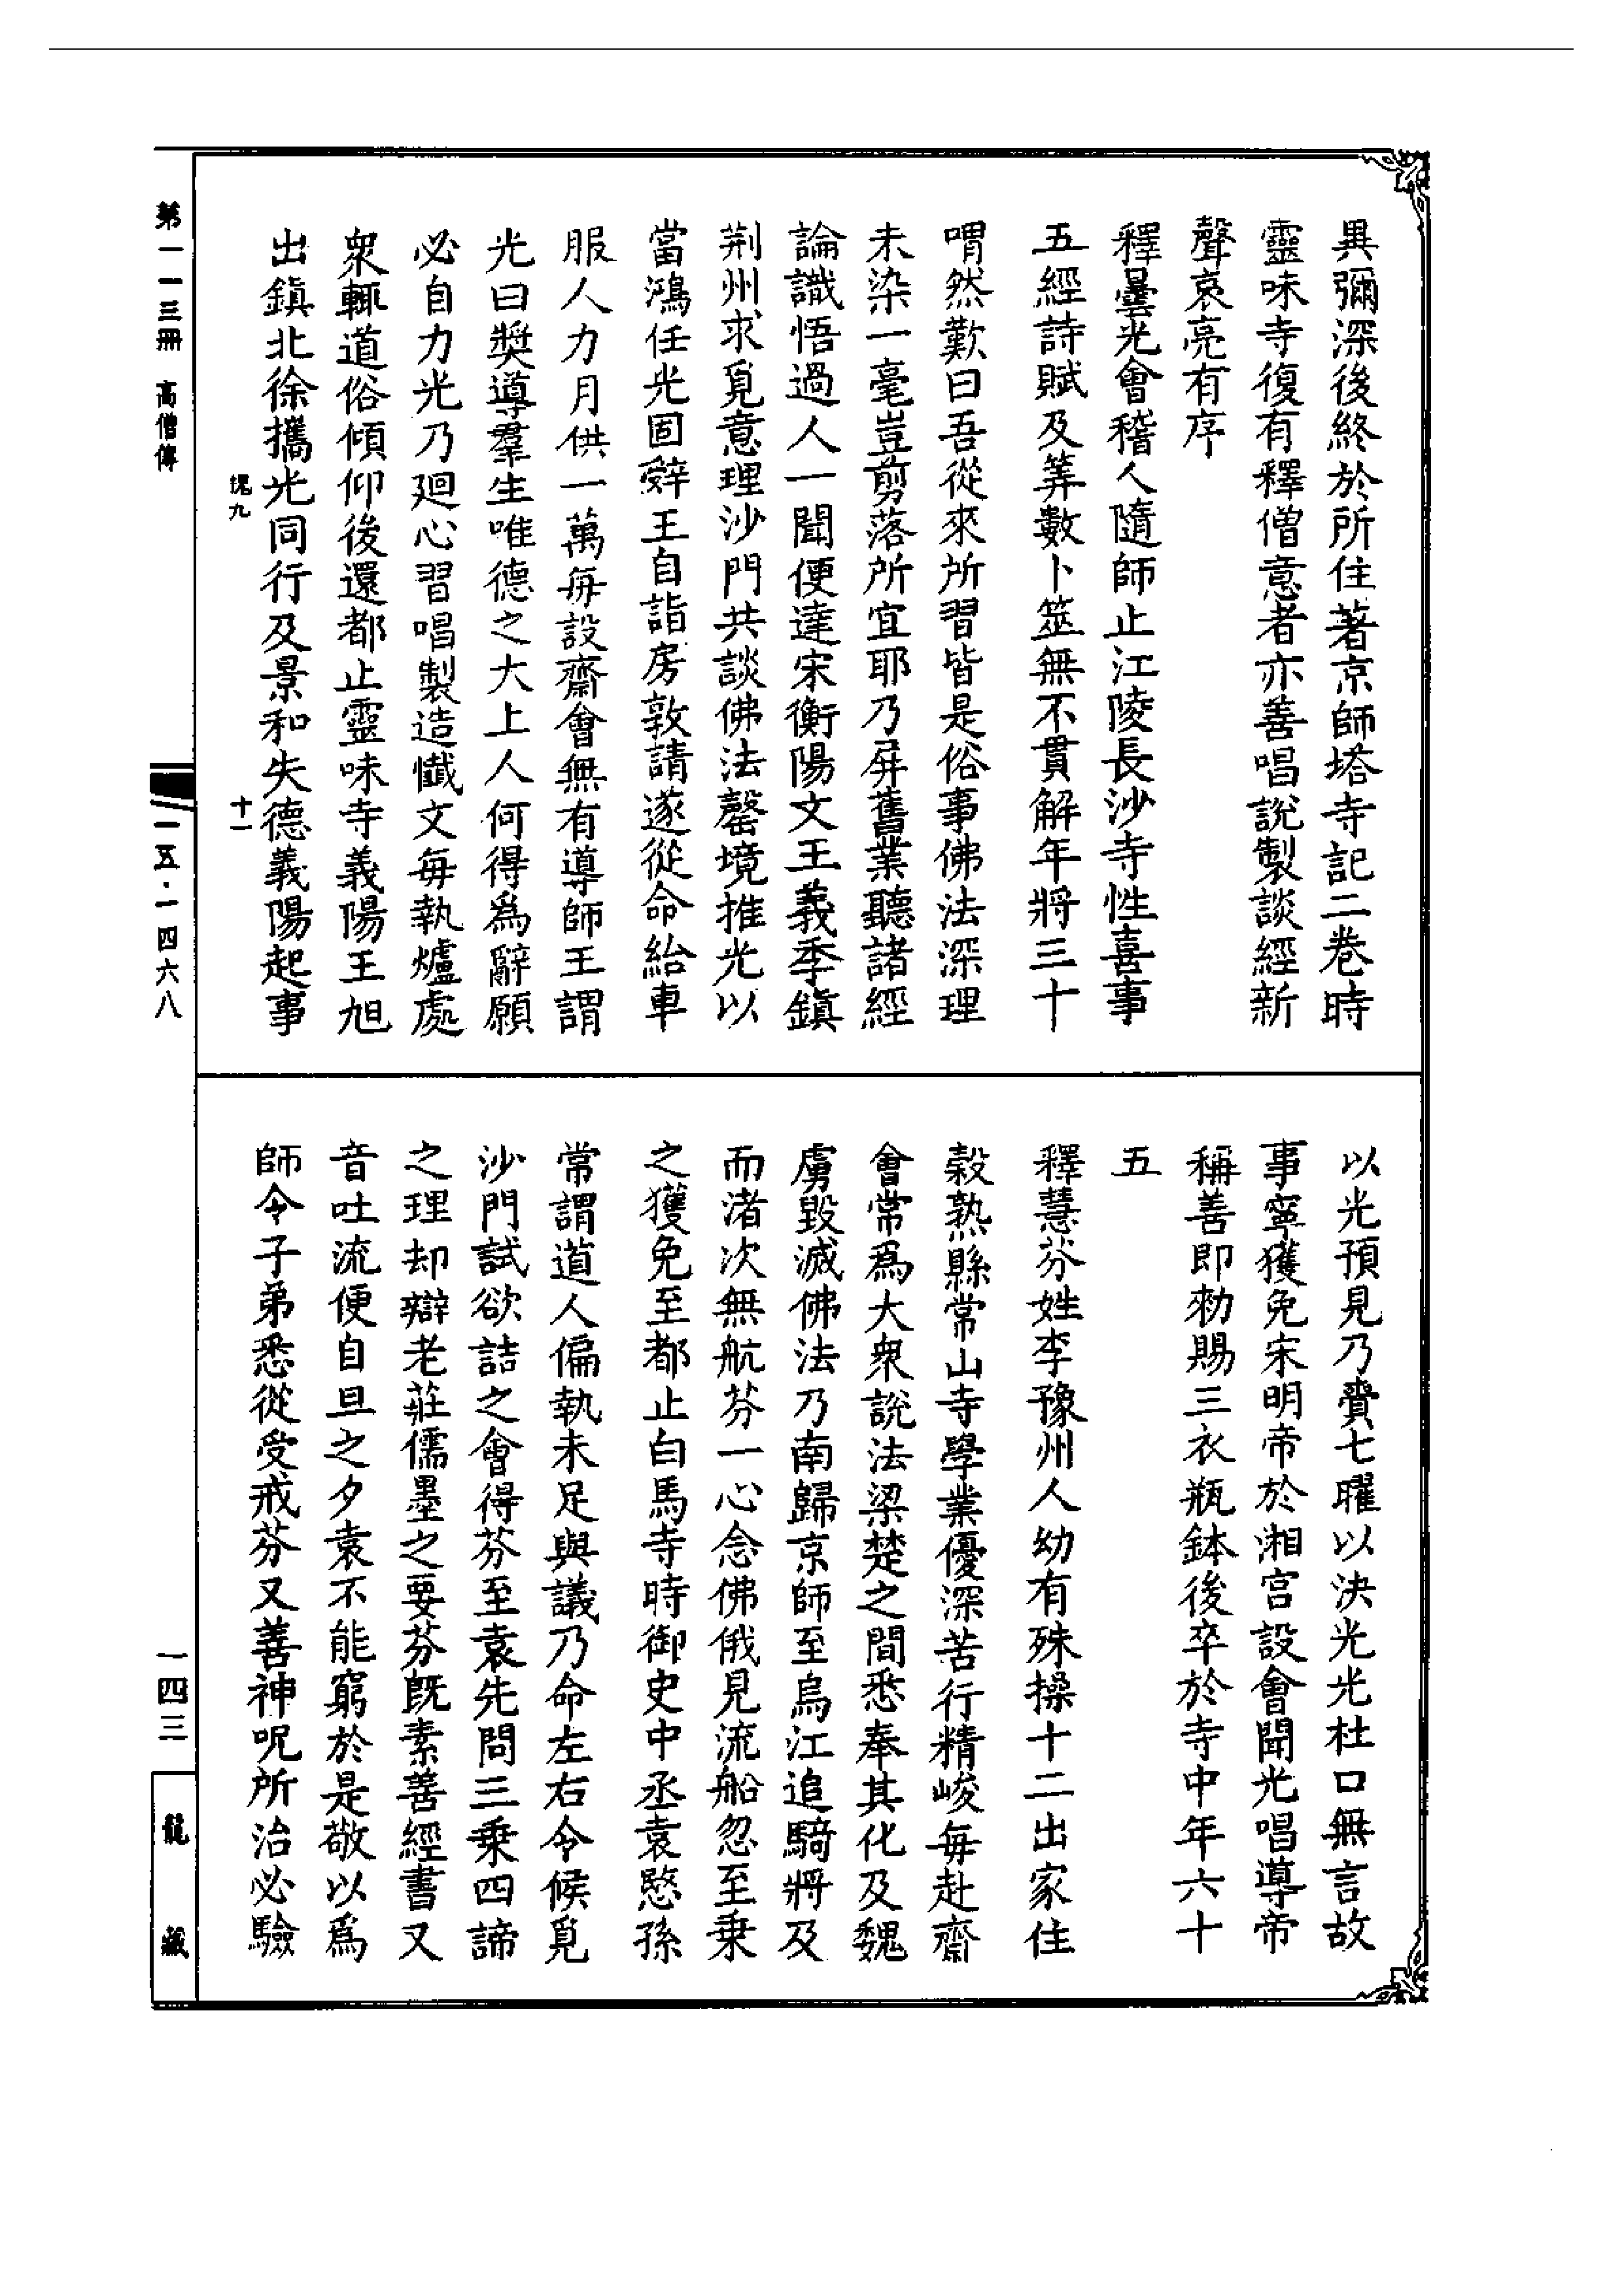 異彌深後終於所住著京師塔寺記二卷時
靈味寺復有釋僧意者亦善唱說製談經新
聲哀亮有序
釋曇光會稽人隨師止江陵長沙寺性喜事
五經詩賦及筭數卜筮無不貫解年將三十
喟然歎曰吾從來所習皆是俗事佛法深理
未染一毫豈剪落所宜耶乃屏舊業聽諸經
論識悟過人一聞便達宋衡陽文王義季鎮
荆州求覓意理沙門共談佛法罄境推光以
當鴻任光固辤王自詣房敦請遂從命給車
服人力月供一萬每設齋會無有導師王謂
光曰奬導羣生唯德之大上人何得爲辭願
必自力光乃廻心習唱製造懺文每執爐處
衆輒道俗傾仰後還都止靈味寺義陽王旭
出鎮北徐攜光同行及景和失德義陽起事
以光預見乃賫七曜以決光光杜口無言故
事寧獲免宋明帝於湘宮設會聞光唱導帝
稱善即勑賜三衣瓶鉢後卒於寺中年六十
五
釋慧芬姓李豫州人幼有殊操十二出家住
穀熟縣常山寺學業優深苦行精峻每赴齋
會常爲大衆說法梁楚之間悉奉其化及魏
虜毀滅佛法乃南歸京師至烏江追騎將及
而渚次無航芬一心念佛俄見流船忽至乗
之獲免至都止白馬寺時御史中丞袁愍孫
常謂道人偏執未足與議乃命左右令候覓
沙門試欲詰之會得芬至袁先問三乗四諦
之理却辯老莊儒墨之要芬既素善經書又
音吐流便自旦之夕袁不能窮於是敬以爲
師令子弟悉從受戒芬又善神呪所治必驗
第一一三冊 高僧傳
槐九
十一
一五·一四六八
一四三
龍藏